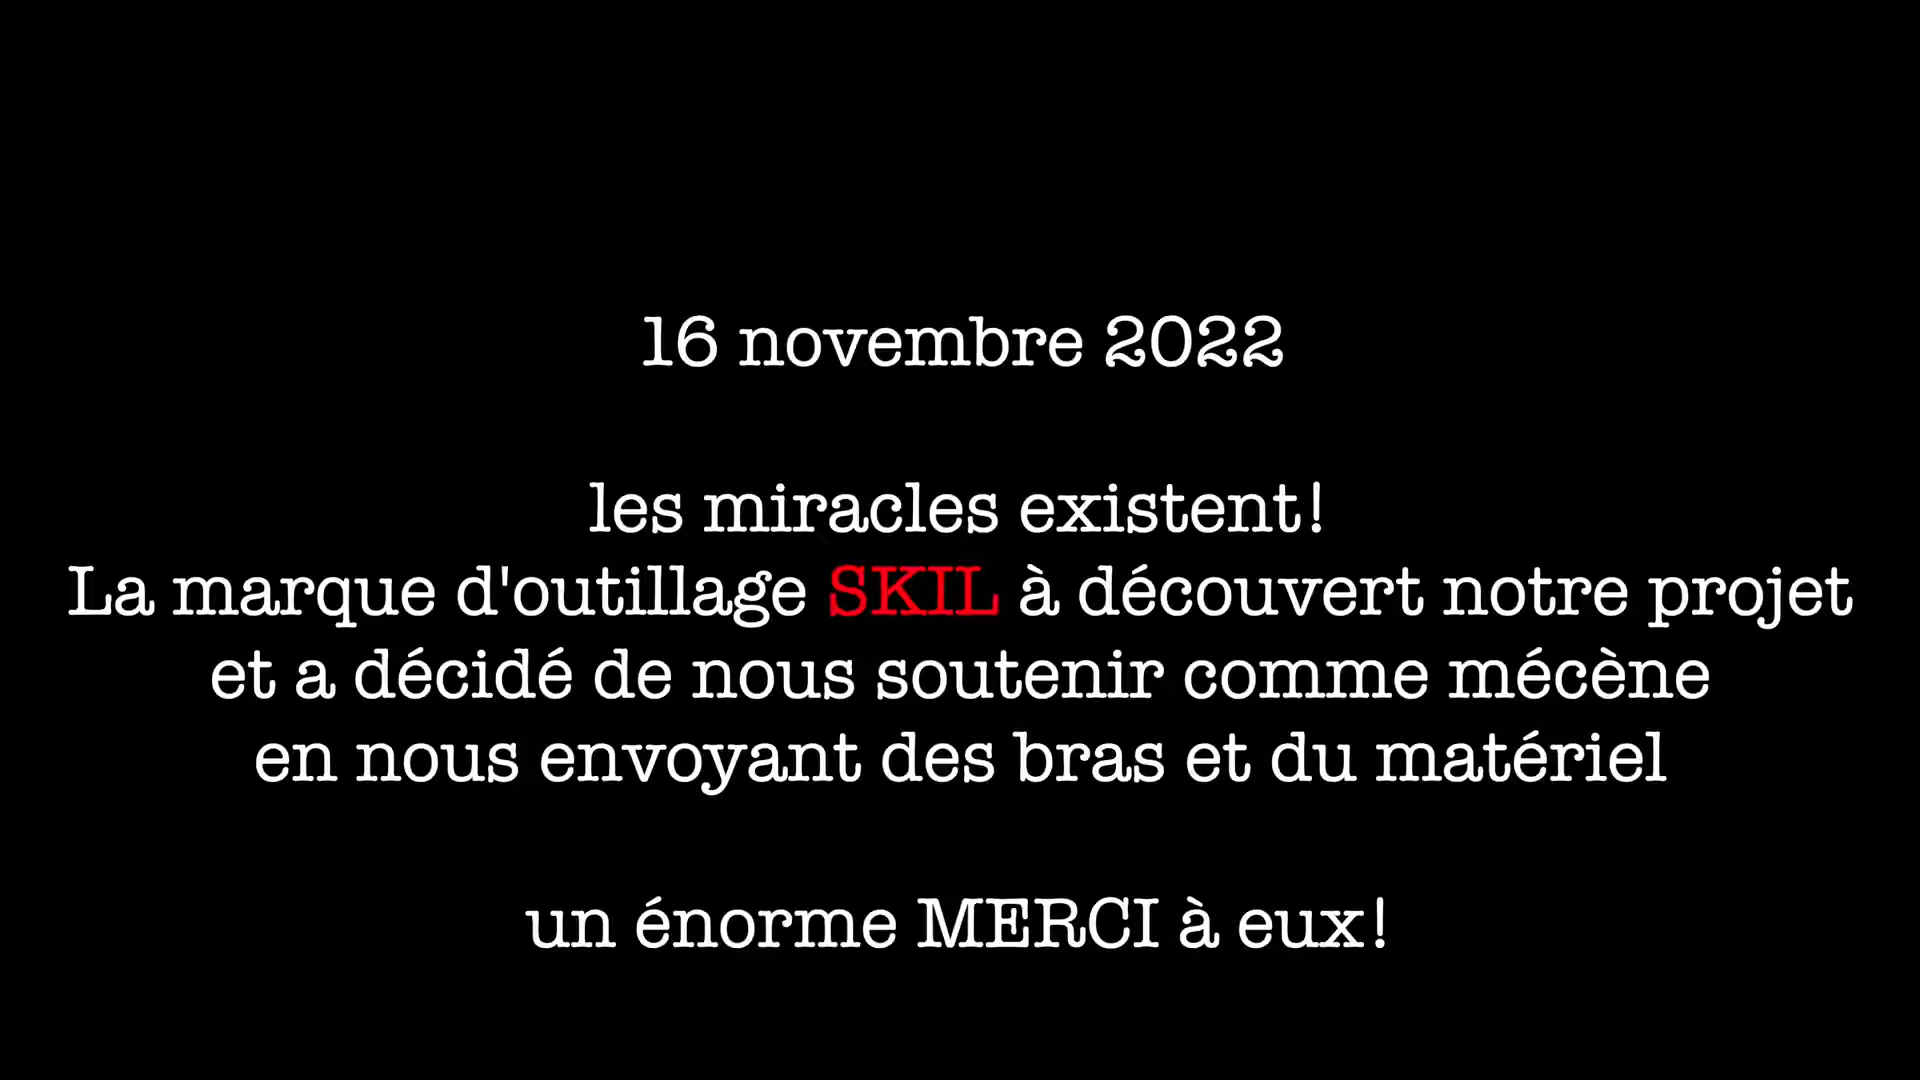 16 novembre 2022
les miracles existent!
La marque d'outillage SKIL à découvert notre projet
et a décidé de nous soutenir comme mécène
en nous envoyant des bras et du matériel
un énorme MERCI à eux!